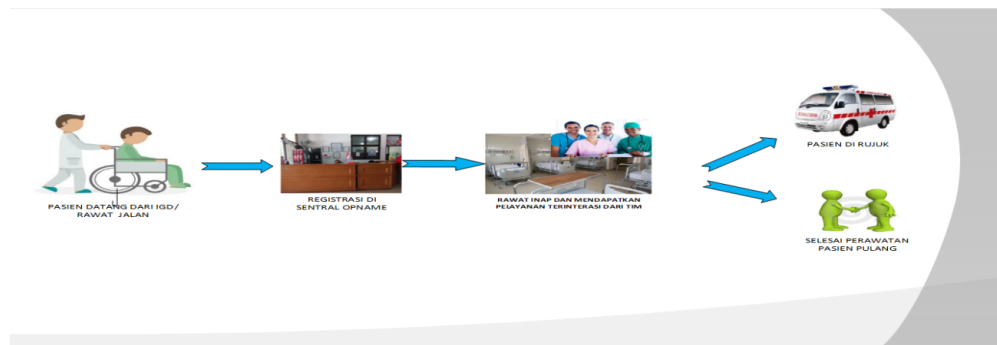 PASIEN DATANG DARI IGD/
RAWAT JALAN
REGISTRASI DI
SENTRAL OPNAME
RAWAT INAP DAN MENDAPATKAN
PELAYANAN TERINTERASI DARI TIM
PASIEN DI RUJUK
SELESAI PERAWATAN
PASIEN PULANG